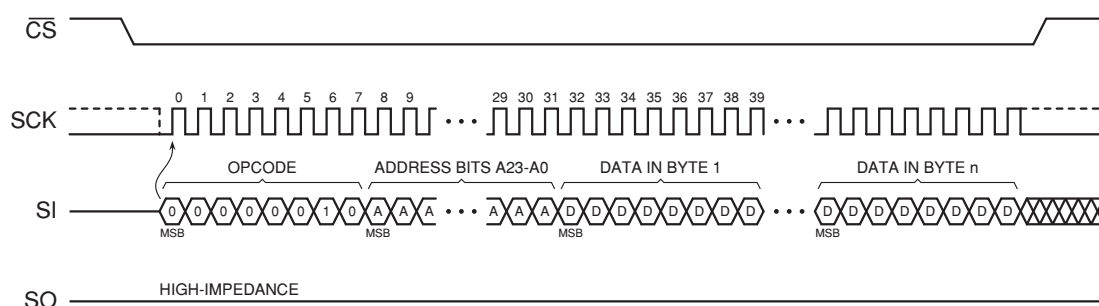 CS
0 1 2 3 4 5 6 7 8 9 29 30 31 32 33 34 35 36 37 38 39
SCK
OPCODE ADDRESS BITS A23-A0 DATA IN BYTE 1 DATA IN BYTE n
SI 0 0 0 0 0 0 1 0 A A A A A A D D D D D D D D D D D D D D D D
MSB MSB MSB MSB
HIGH-IMPEDANCE
SO